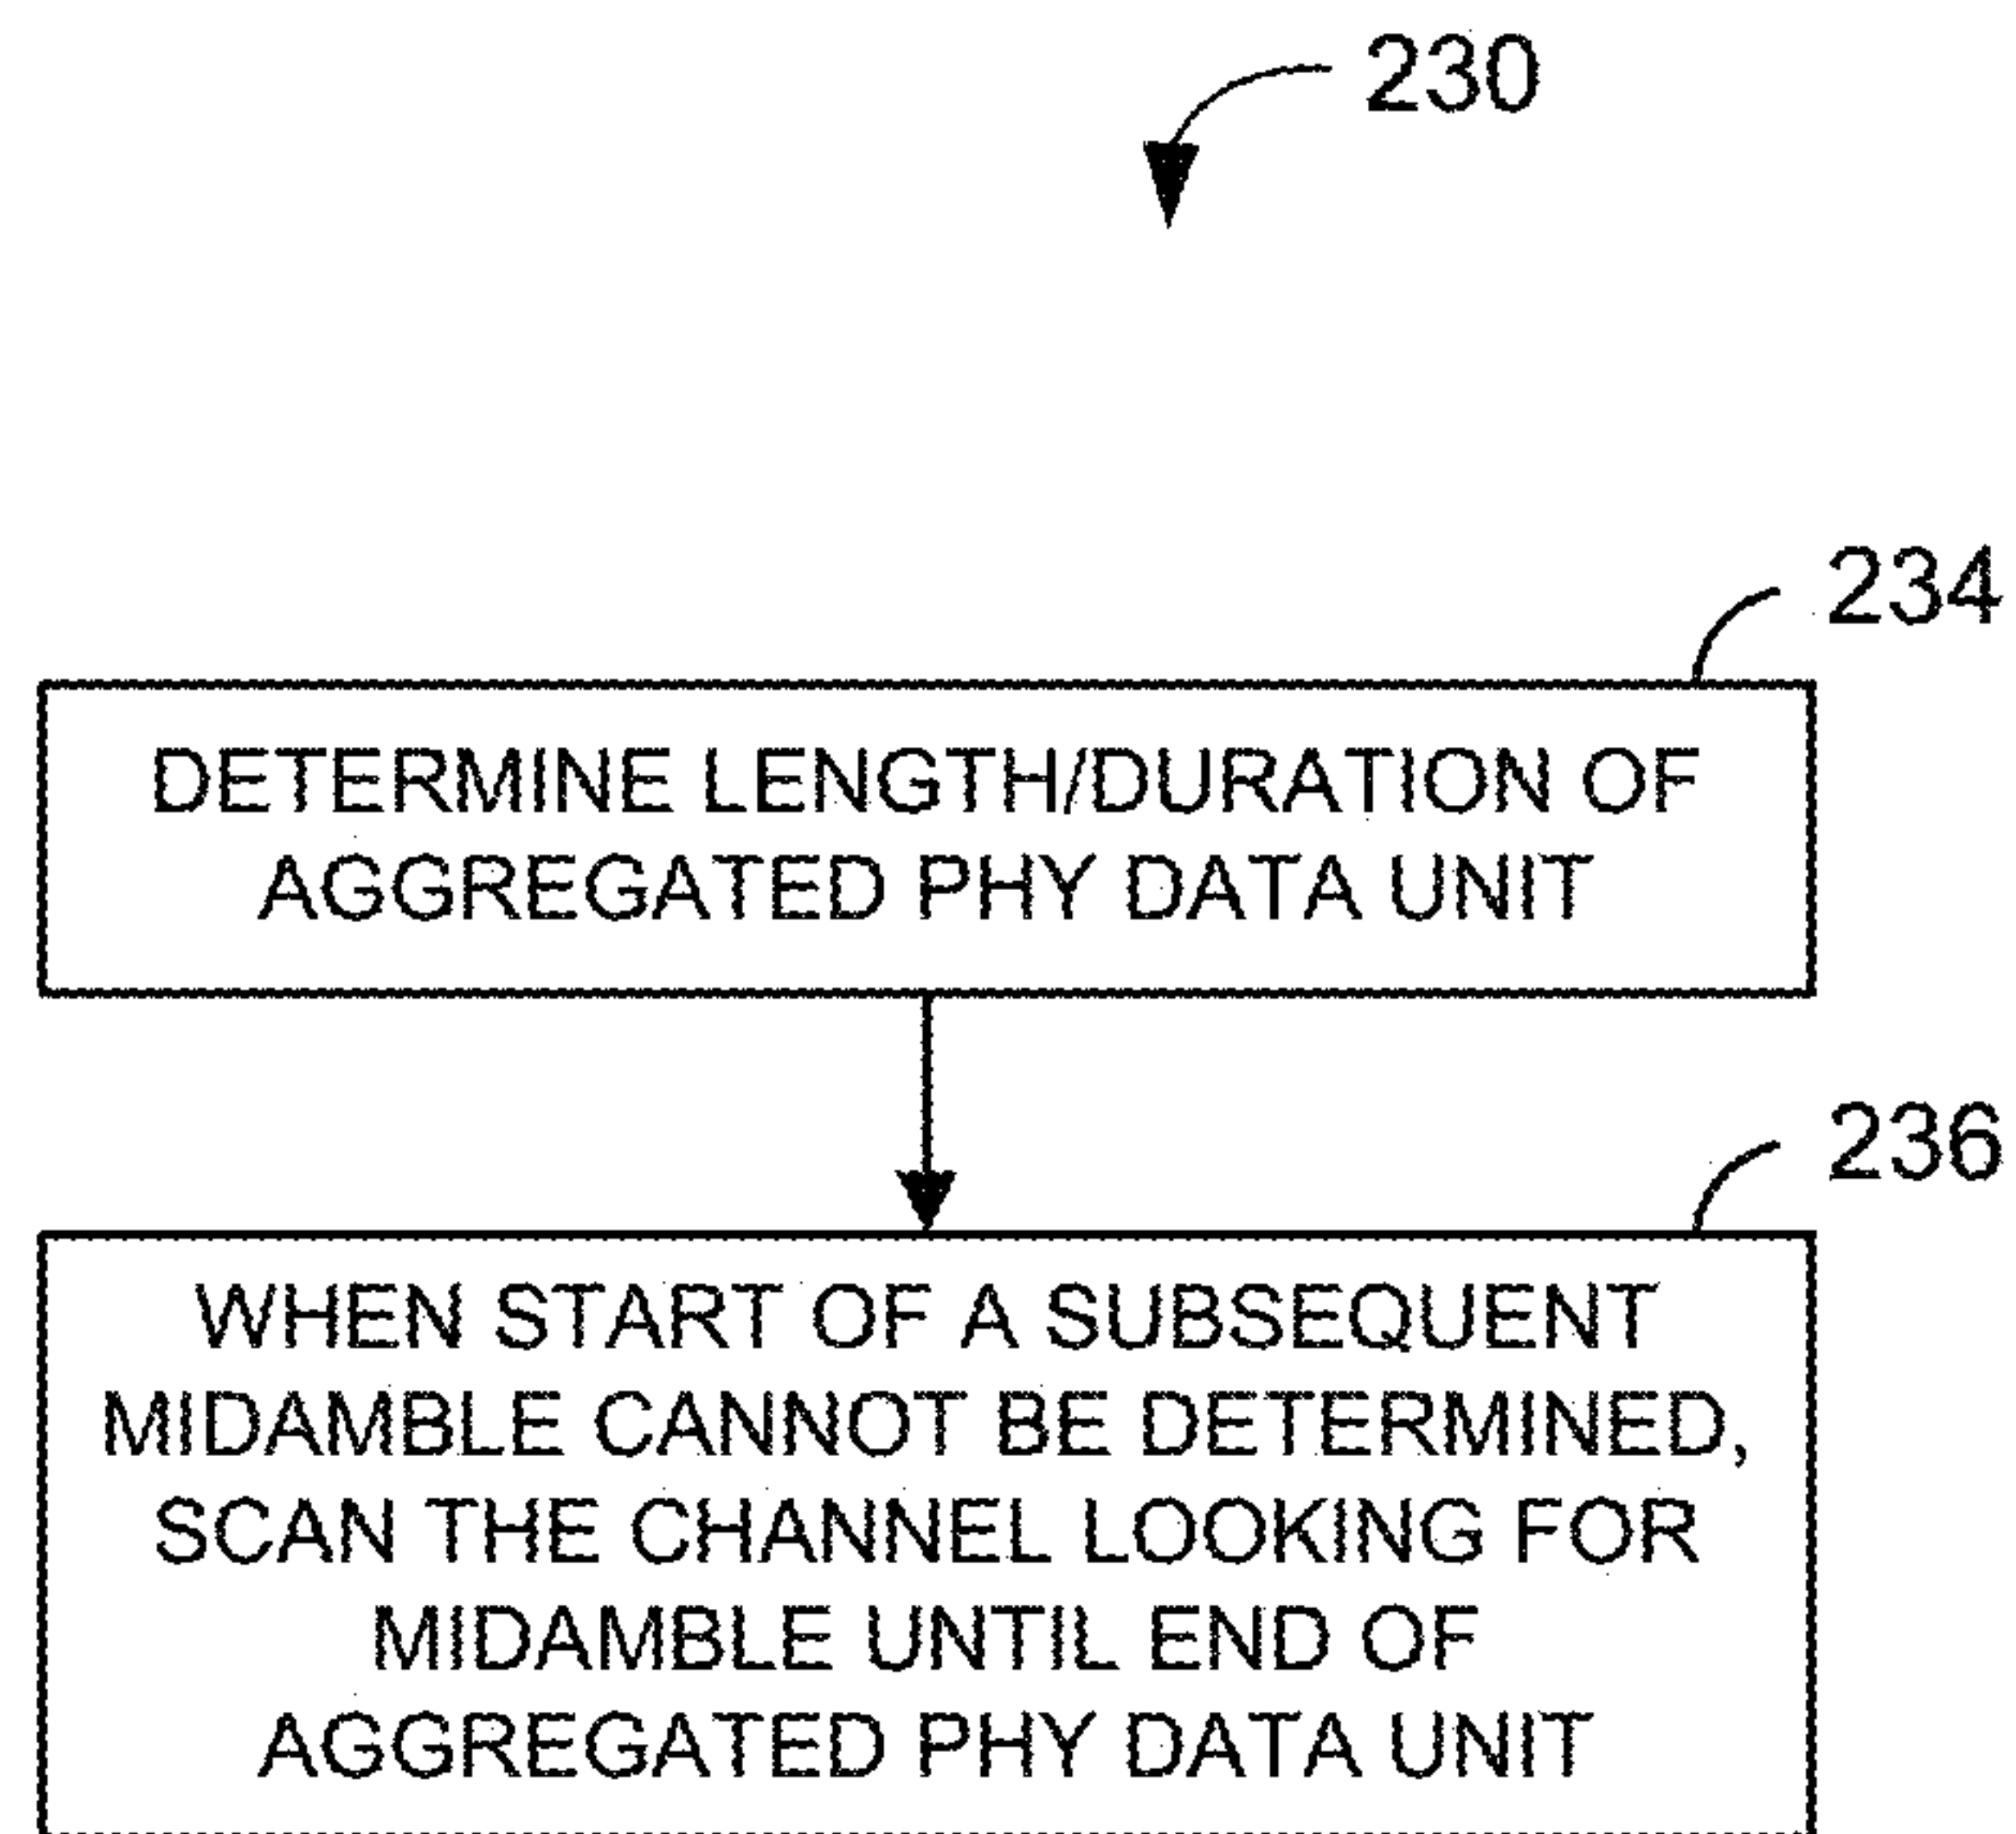 230
234
DETERMINE LENGTH/DURATION OF
AGGREGATED PHY DATA UNIT
236
WHEN START OF A SUBSEQUENT
MIDAMBLE CANNOT BE DETERMINED,
SCAN THE CHANNEL LOOKING FOR
MIDAMBLE UNTIL END OF
AGGREGATED PHY DATA UNIT